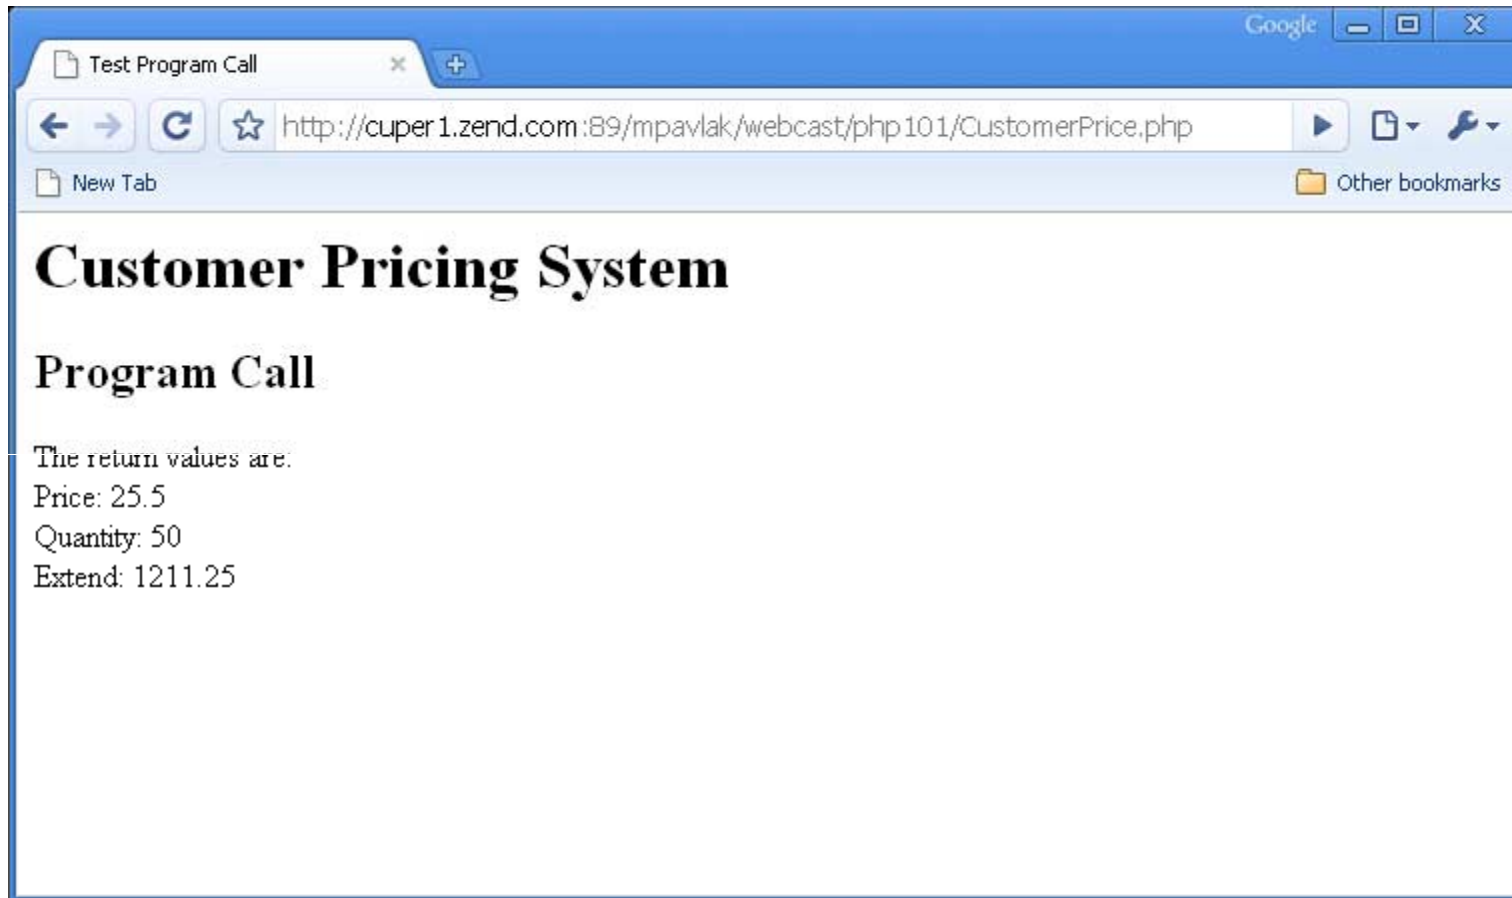 Google
Test Program Call
http://cuper1.zend.com:89/mpavlak/webcast/php101/CustomerPrice.php
New Tab
Other bookmarks
Customer Pricing System
Program Call
The return values are:
Price: 25.5
Quantity: 50
Extend: 1211.25